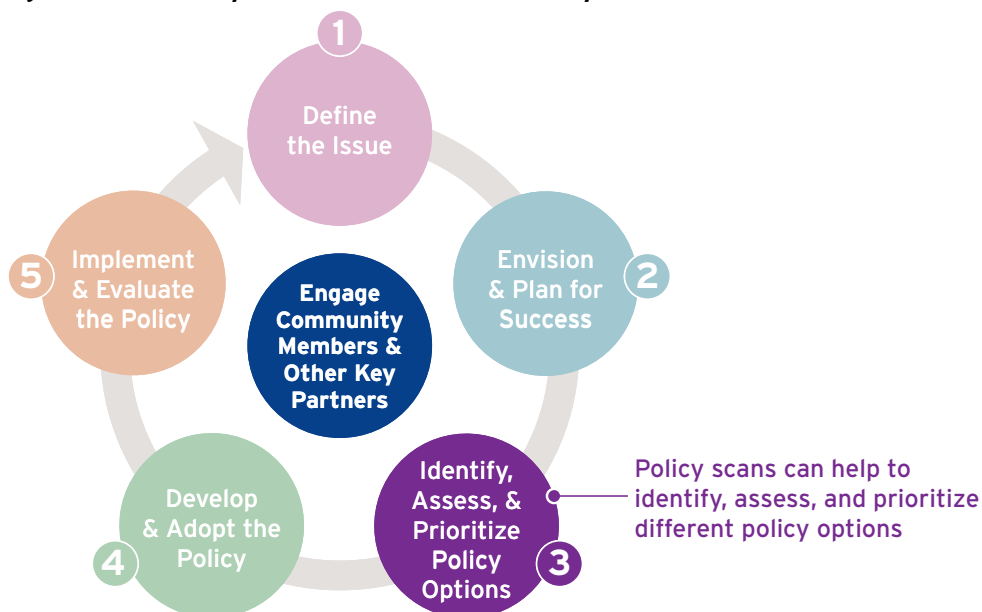 1
Define
the Issue
2
Envision
& Plan for
Success
3
Identify,
Assess, &
Prioritize
Policy
Options
Policy scans can help to
identify, assess, and prioritize
different policy options
4
Develop
& Adopt the
Policy
5
Implement
& Evaluate
the Policy
Engage
Community
Members &
Other Key
Partners